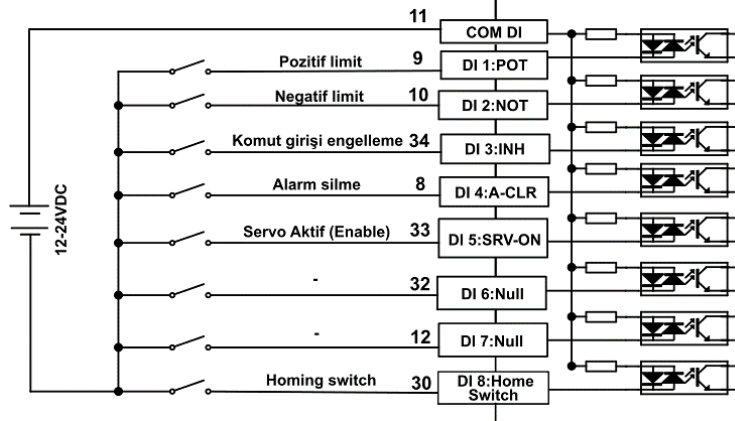 11 COM DI
Pozitif limit 9 DI 1:POT
Negatif limit 10 DI 2:NOT
Komut girişi engelleme 34 DI 3:INH
Alarm silme 8 DI 4:A-CLR
12-24VDC
Servo Aktif (Enable) 33 DI 5:SRV-ON
- 32 DI 6:Null
- 12 DI 7:Null
Homing switch 30 DI 8:Home
Switch